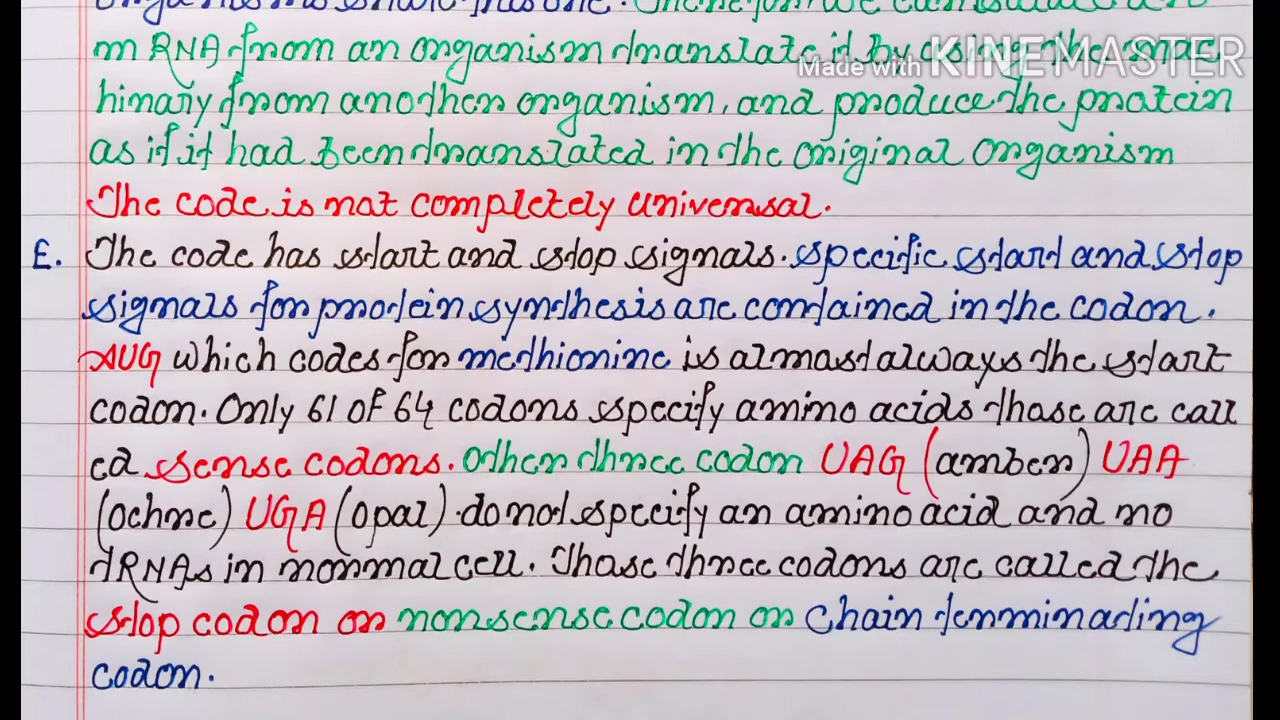 mRNA from an organism translate it by using the mac
Made with KINEMASTER
hinary from another organism, and produce the protein
as if it had been translated in the original organism
The code is not completely universal.
E. The code has start and stop signals. specific start and stop
signals for protein synthesis are contained in the codon.
AUG which codes for methionine is almost always the start
codon. Only 61 of 64 codons specify amino acids those are call
ed sense codons. Other three codon UAG (amber) UAA
(ochre) UGA (opal) .do not specify an amino acid and no
tRNAs in normal cell. Those three codons are called the
stop codon or nonsense codon or chain terminating
codon.